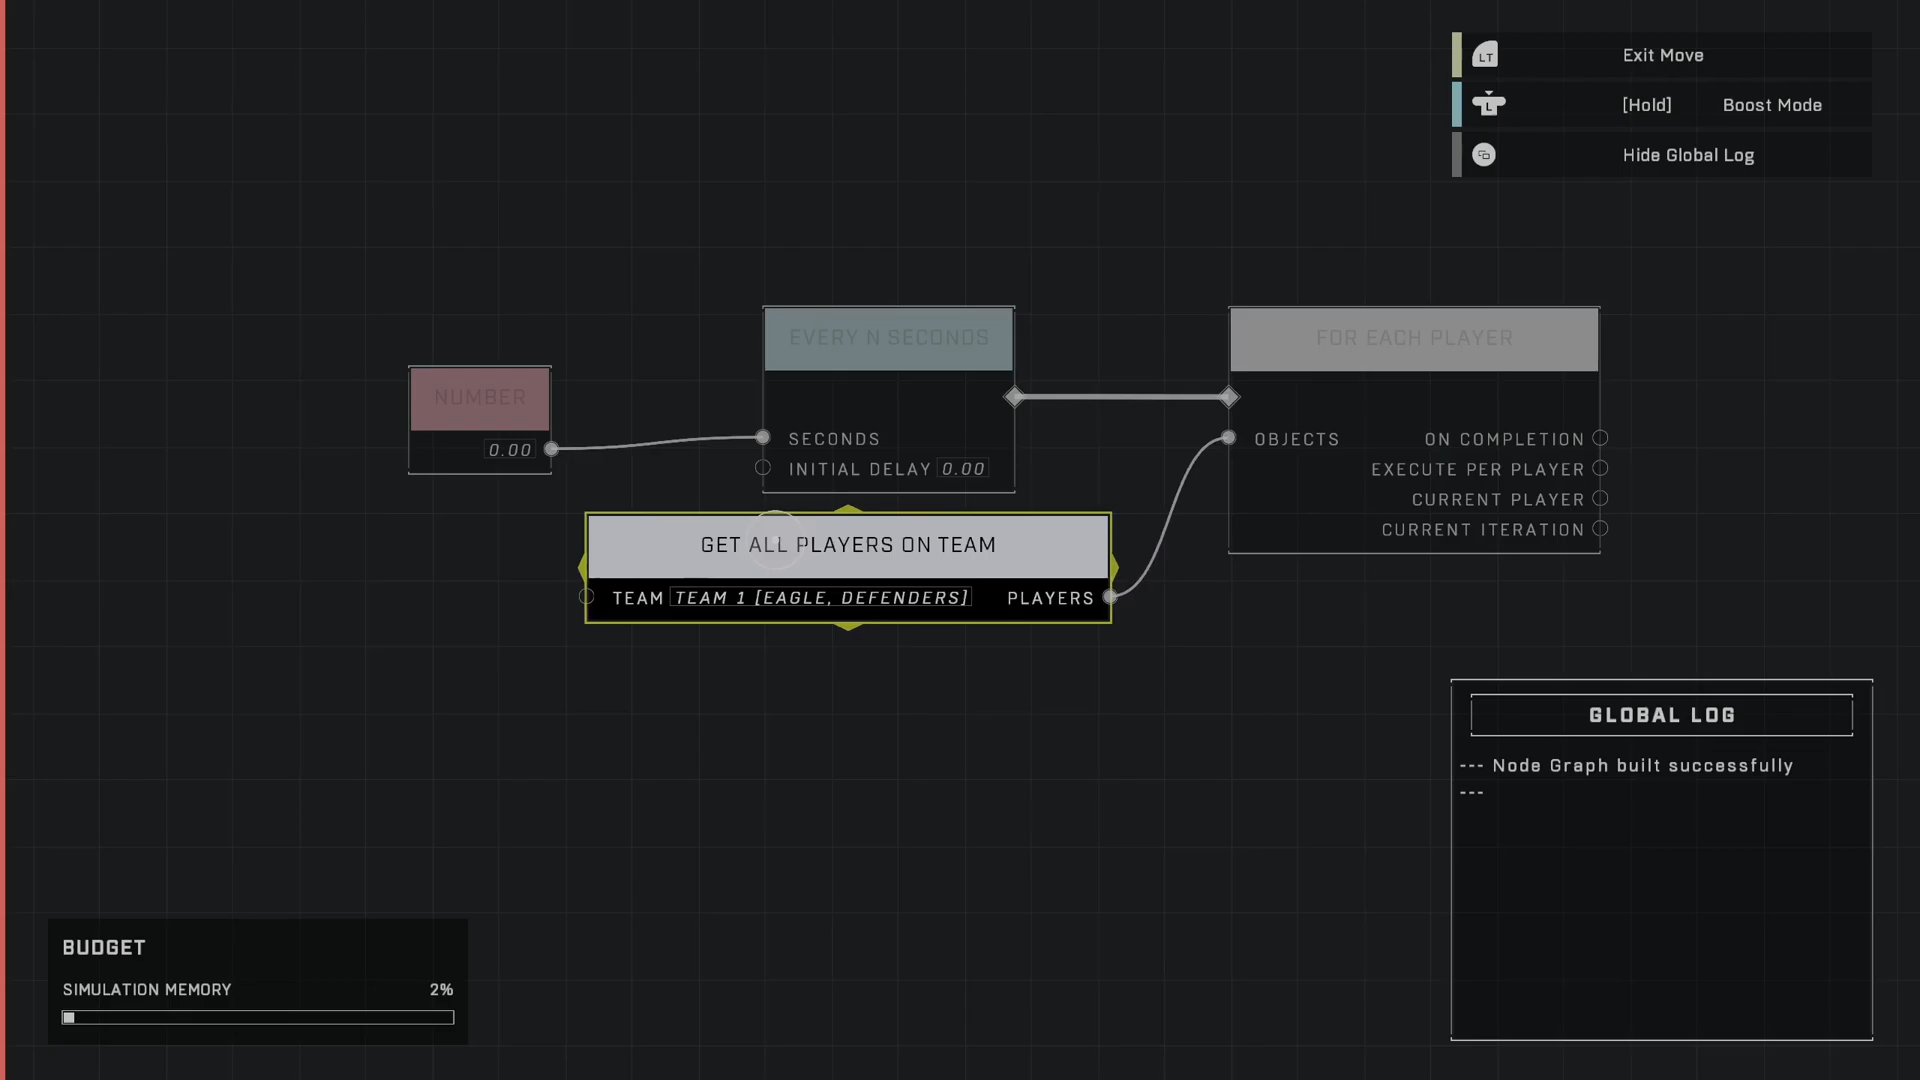 LT Exit Move
L [Hold] Boost Mode
Hide Global Log
EVERY N SECONDS
SECONDS
INITIAL DELAY 0.00
FOR EACH PLAYER
OBJECTS ON COMPLETION
EXECUTE PER PLAYER
CURRENT PLAYER
CURRENT ITERATION
NUMBER
0.00
GET ALL PLAYERS ON TEAM
TEAM TEAM 1 [EAGLE, DEFENDERS] PLAYERS
GLOBAL LOG
--- Node Graph built successfully
---
BUDGET
SIMULATION MEMORY 2%